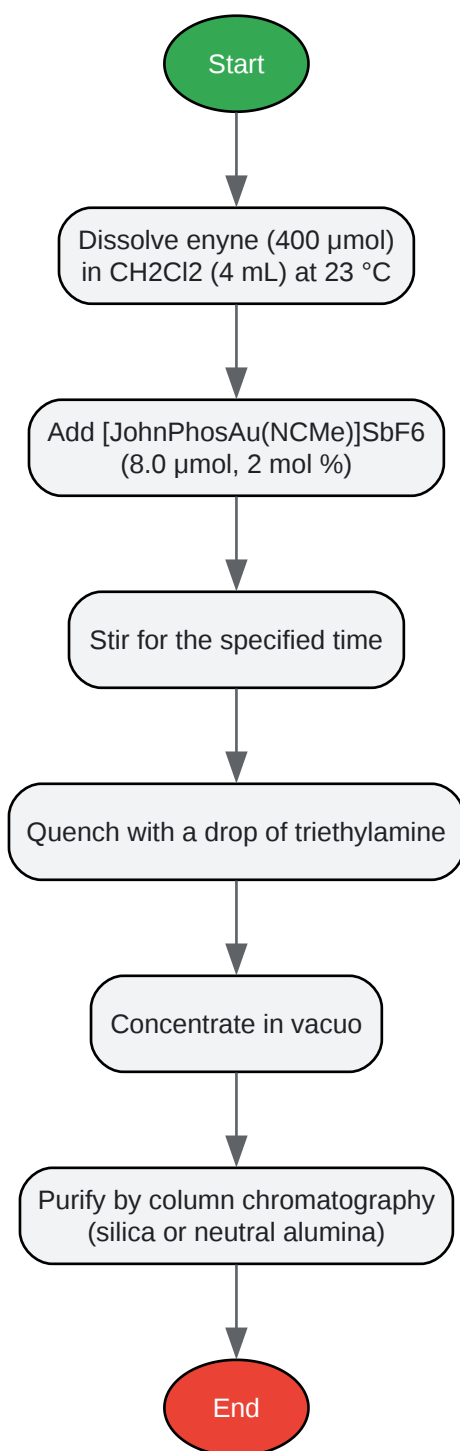 Start
Dissolve enyne (400 μmol)
in CH2Cl2 (4 mL) at 23 °C
Add [JohnPhosAu(NCMe)]SbF6
(8.0 μmol, 2 mol %)
Stir for the specified time
Quench with a drop of triethylamine
Concentrate in vacuo
Purify by column chromatography
(silica or neutral alumina)
End